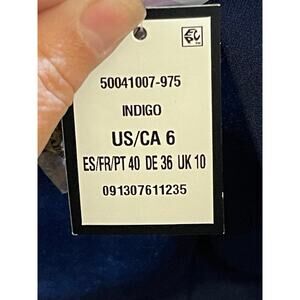 50041007-975
INDIGO
US/CA 6
ES/FR/PT 40 DE 36 UK 10
091307611235